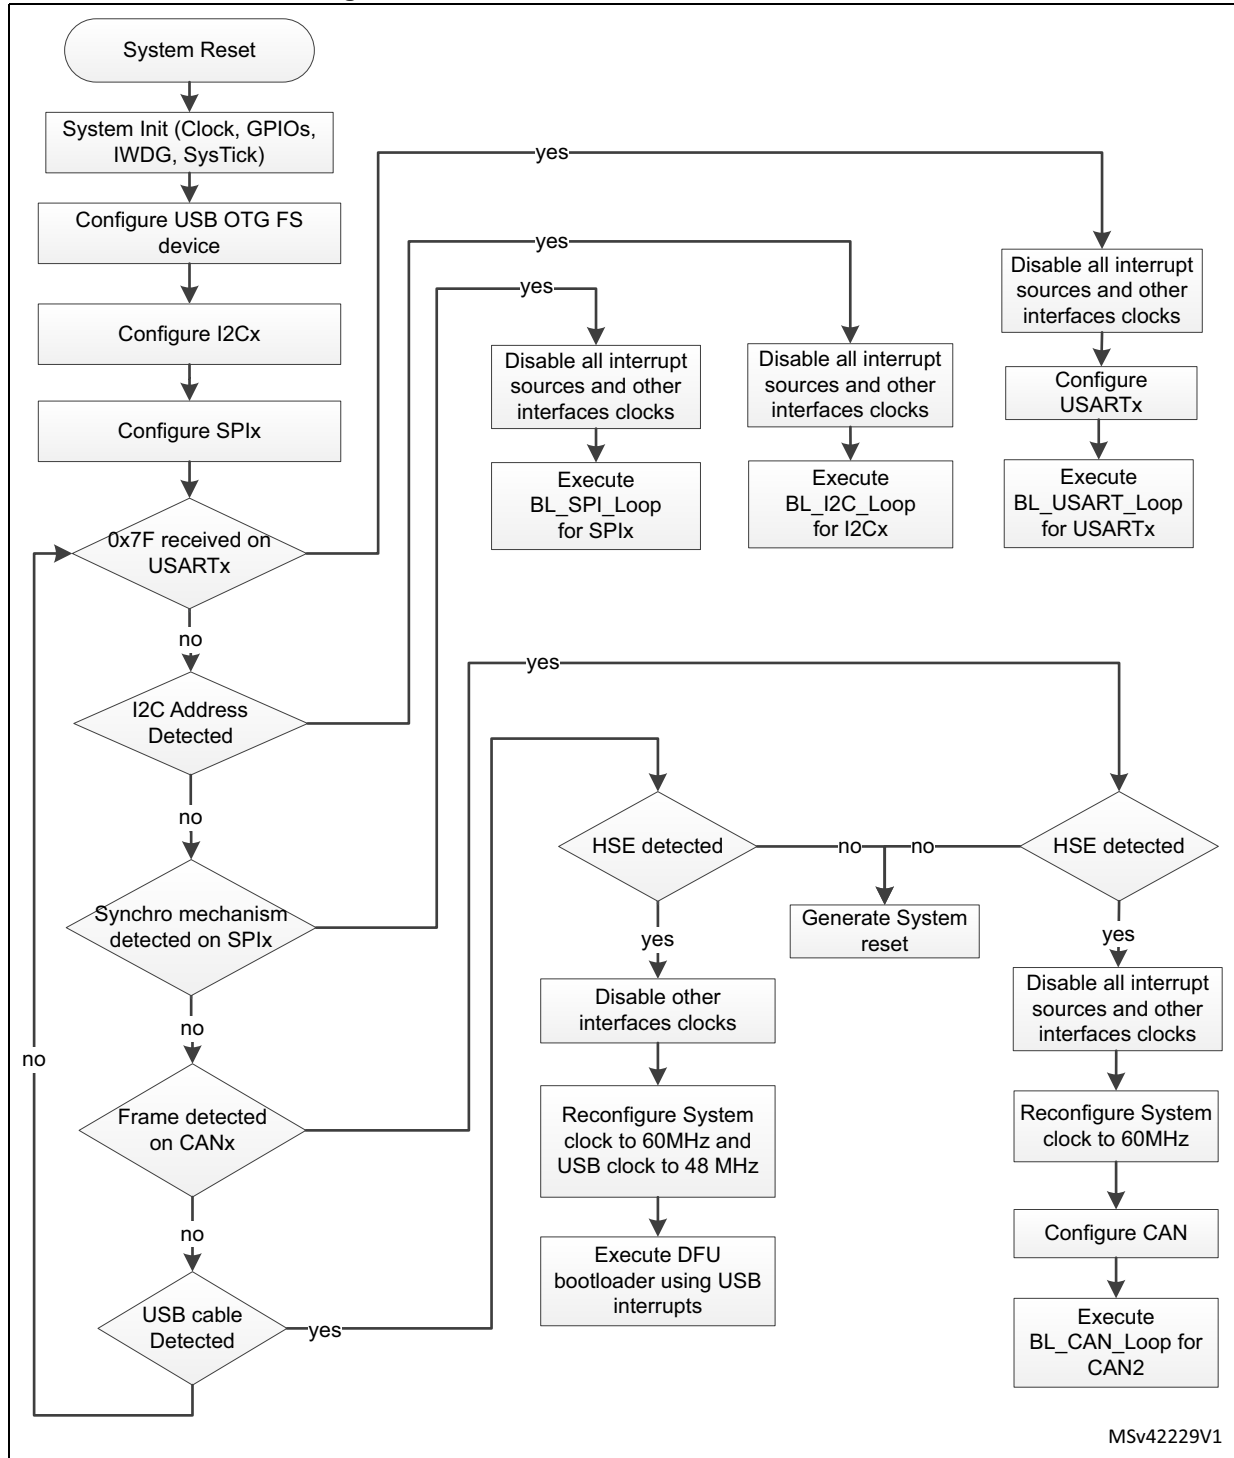 System Reset
System Init (Clock, GPIOs,
IWDG, SysTick)
Configure USB OTG FS
device
Configure I2Cx
Configure SPIx
0x7F received on
USARTx
yes
no
I2C Address
Detected
yes
no
Synchro mechanism
detected on SPIx
yes
no
Frame detected
on CANx
yes
no
USB cable
Detected
yes
no
Disable all interrupt
sources and other
interfaces clocks
Execute
BL_SPI_Loop
for SPIx
Disable all interrupt
sources and other
interfaces clocks
Execute
BL_I2C_Loop
for I2Cx
Disable all interrupt
sources and other
interfaces clocks
Configure
USARTx
Execute
BL_USART_Loop
for USARTx
HSE detected
no
no
HSE detected
Generate System
reset
yes
Disable other
interfaces clocks
Reconfigure System
clock to 60MHz and
USB clock to 48 MHz
Execute DFU
bootloader using USB
interrupts
yes
Disable all interrupt
sources and other
interfaces clocks
Reconfigure System
clock to 60MHz
Configure CAN
Execute
BL_CAN_Loop for
CAN2
MSv42229V1